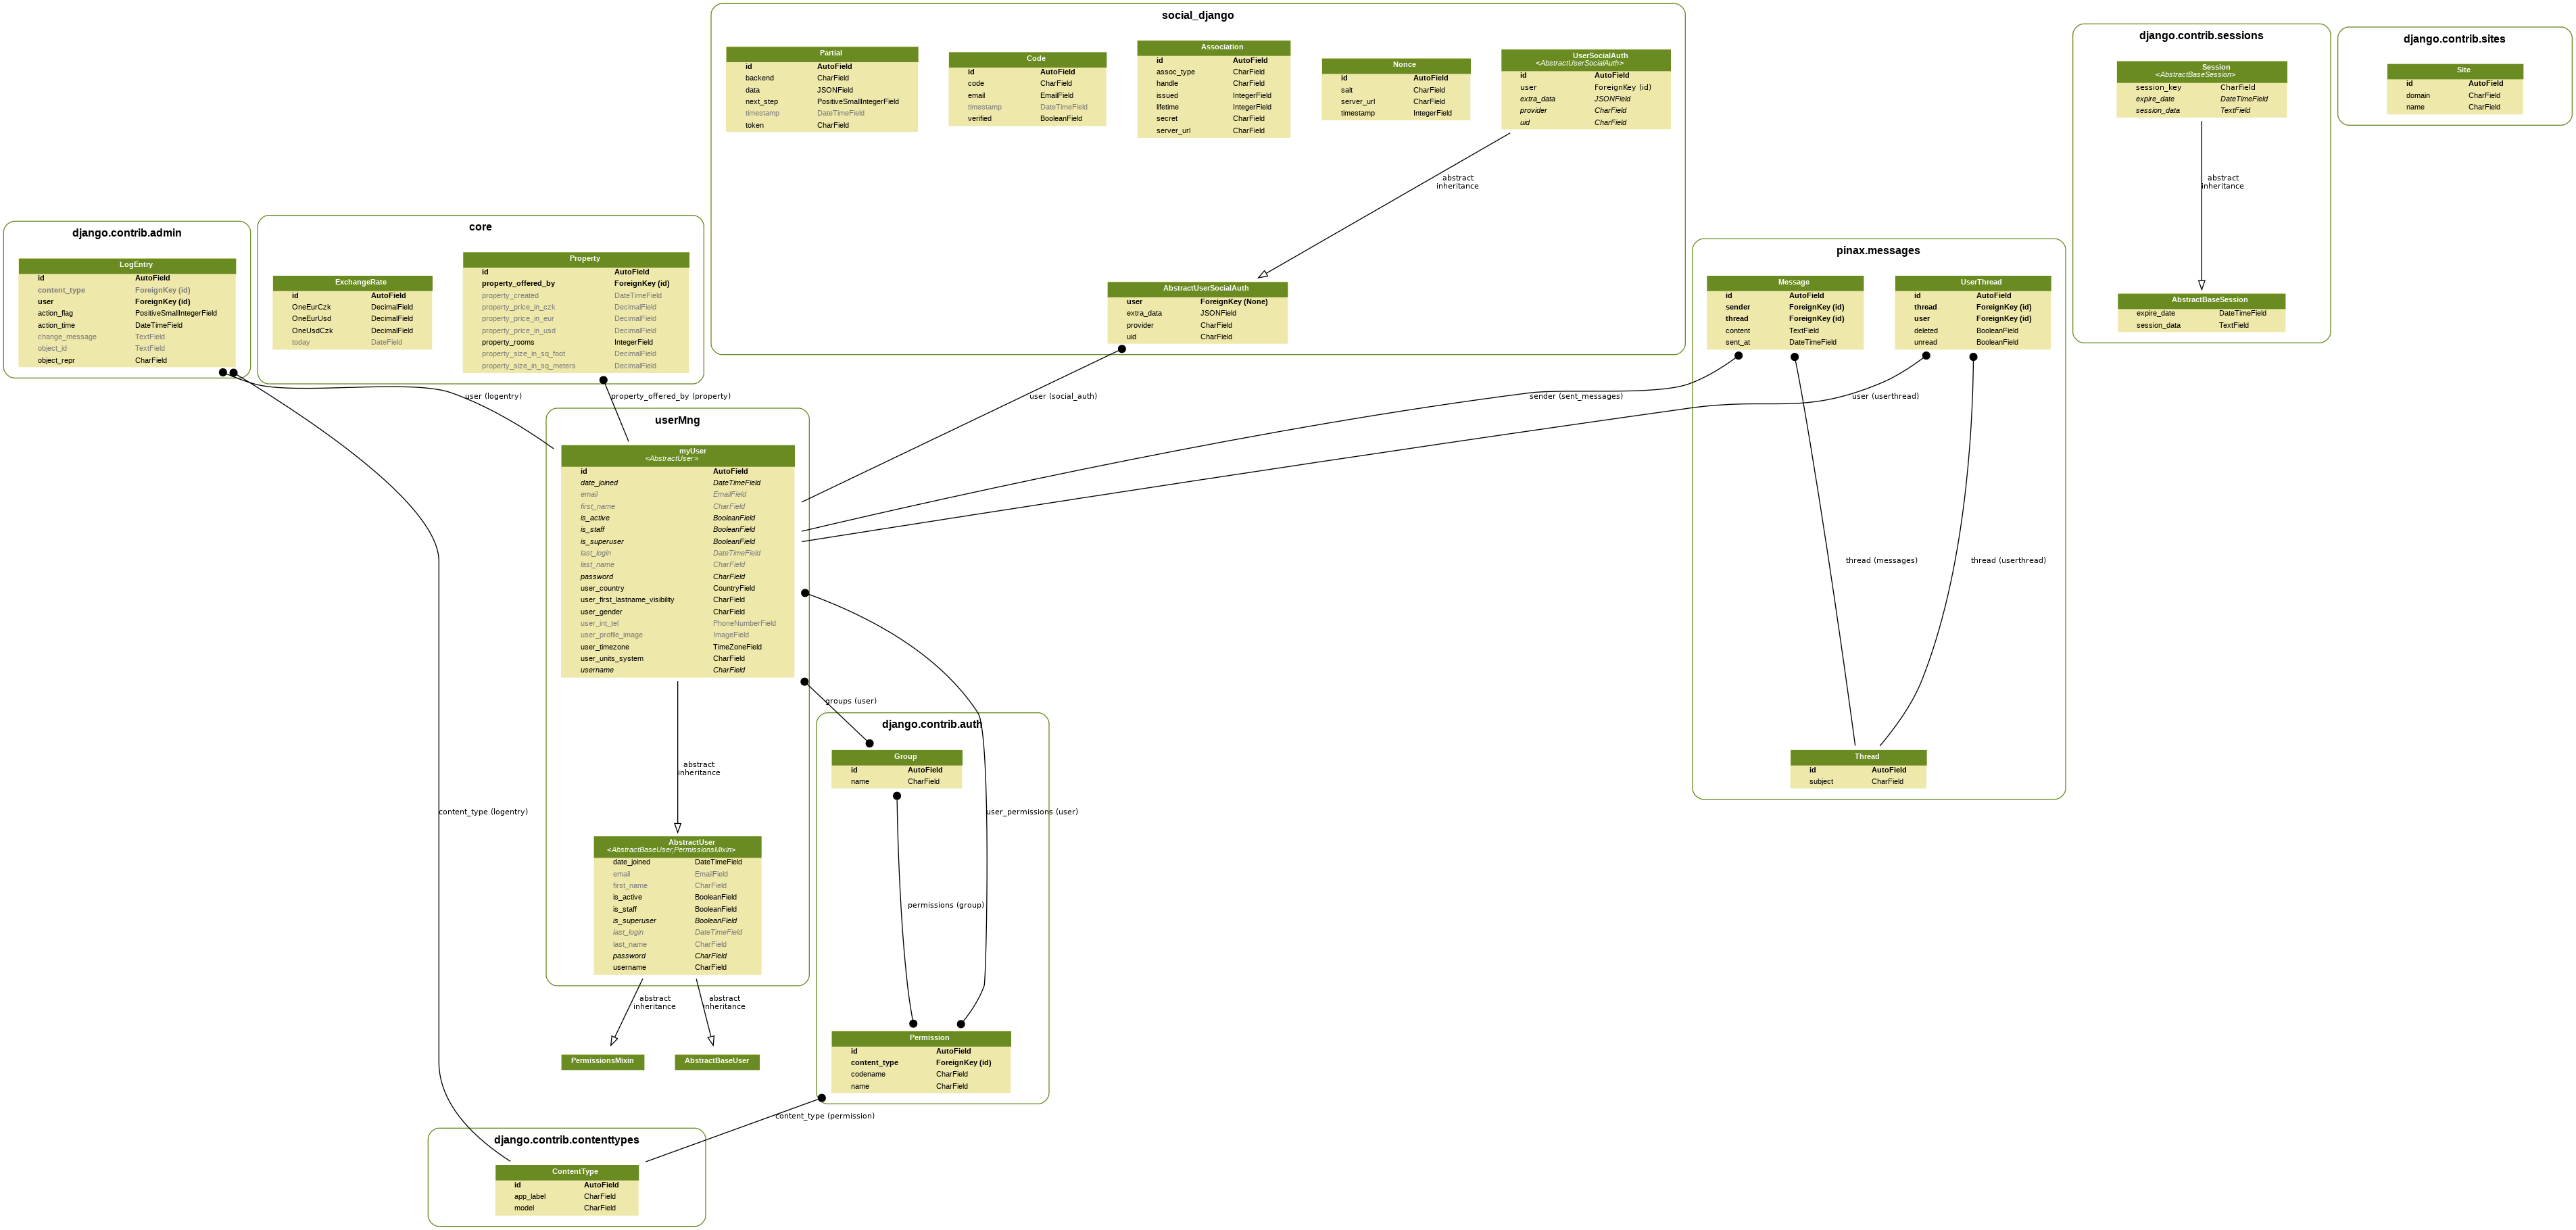 social_django
Partial
id AutoField
backend CharField
data JSONField
next_step PositiveSmallIntegerField
timestamp DateTimeField
token CharField
Code
id AutoField
code CharField
email EmailField
timestamp DateTimeField
verified BooleanField
Association
id AutoField
assoc_type CharField
handle CharField
issued IntegerField
lifetime IntegerField
secret CharField
server_url CharField
Nonce
id AutoField
salt CharField
server_url CharField
timestamp IntegerField
UserSocialAuth
<AbstractUserSocialAuth>
id AutoField
user ForeignKey (id)
extra_data JSONField
provider CharField
uid CharField
abstract
inheritance
AbstractUserSocialAuth
user ForeignKey (None)
extra_data JSONField
provider CharField
uid CharField
django.contrib.sessions
Session
<AbstractBaseSession>
session_key CharField
expire_date DateTimeField
session_data TextField
abstract
inheritance
AbstractBaseSession
expire_date DateTimeField
session_data TextField
django.contrib.sites
Site
id AutoField
domain CharField
name CharField
django.contrib.admin
LogEntry
id AutoField
content_type ForeignKey (id)
user ForeignKey (id)
action_flag PositiveSmallIntegerField
action_time DateTimeField
change_message TextField
object_id TextField
object_repr CharField
core
ExchangeRate
id AutoField
OneEurCzk DecimalField
OneEurUsd DecimalField
OneUsdCzk DecimalField
today DateField
Property
id AutoField
property_offered_by ForeignKey (id)
property_created DateTimeField
property_price_in_czk DecimalField
property_price_in_eur DecimalField
property_price_in_usd DecimalField
property_rooms IntegerField
property_size_in_sq_foot DecimalField
property_size_in_sq_meters DecimalField
pinax.messages
Message
id AutoField
sender ForeignKey (id)
thread ForeignKey (id)
content TextField
sent_at DateTimeField
UserThread
id AutoField
thread ForeignKey (id)
user ForeignKey (id)
deleted BooleanField
unread BooleanField
user (logentry)
property_offered_by (property)
user (social_auth)
sender (sent_messages)
user (userthread)
thread (messages)
thread (userthread)
Thread
id AutoField
subject CharField
userMng
myUser
<AbstractUser>
id AutoField
date_joined DateTimeField
email EmailField
first_name CharField
is_active BooleanField
is_staff BooleanField
is_superuser BooleanField
last_login DateTimeField
last_name CharField
password CharField
user_country CountryField
user_first_lastname_visibility CharField
user_gender CharField
user_int_tel PhoneNumberField
user_profile_image ImageField
user_timezone TimeZoneField
user_units_system CharField
username CharField
groups (user)
abstract
inheritance
django.contrib.auth
Group
id AutoField
name CharField
content_type (logentry)
user_permissions (user)
permissions (group)
AbstractUser
<AbstractBaseUser,PermissionsMixin>
date_joined DateTimeField
email EmailField
first_name CharField
is_active BooleanField
is_staff BooleanField
is_superuser BooleanField
last_login DateTimeField
last_name CharField
password CharField
username CharField
abstract
inheritance
abstract
inheritance
PermissionsMixin
AbstractBaseUser
Permission
id AutoField
content_type ForeignKey (id)
codename CharField
name CharField
content_type (permission)
django.contrib.contenttypes
ContentType
id AutoField
app_label CharField
model CharField